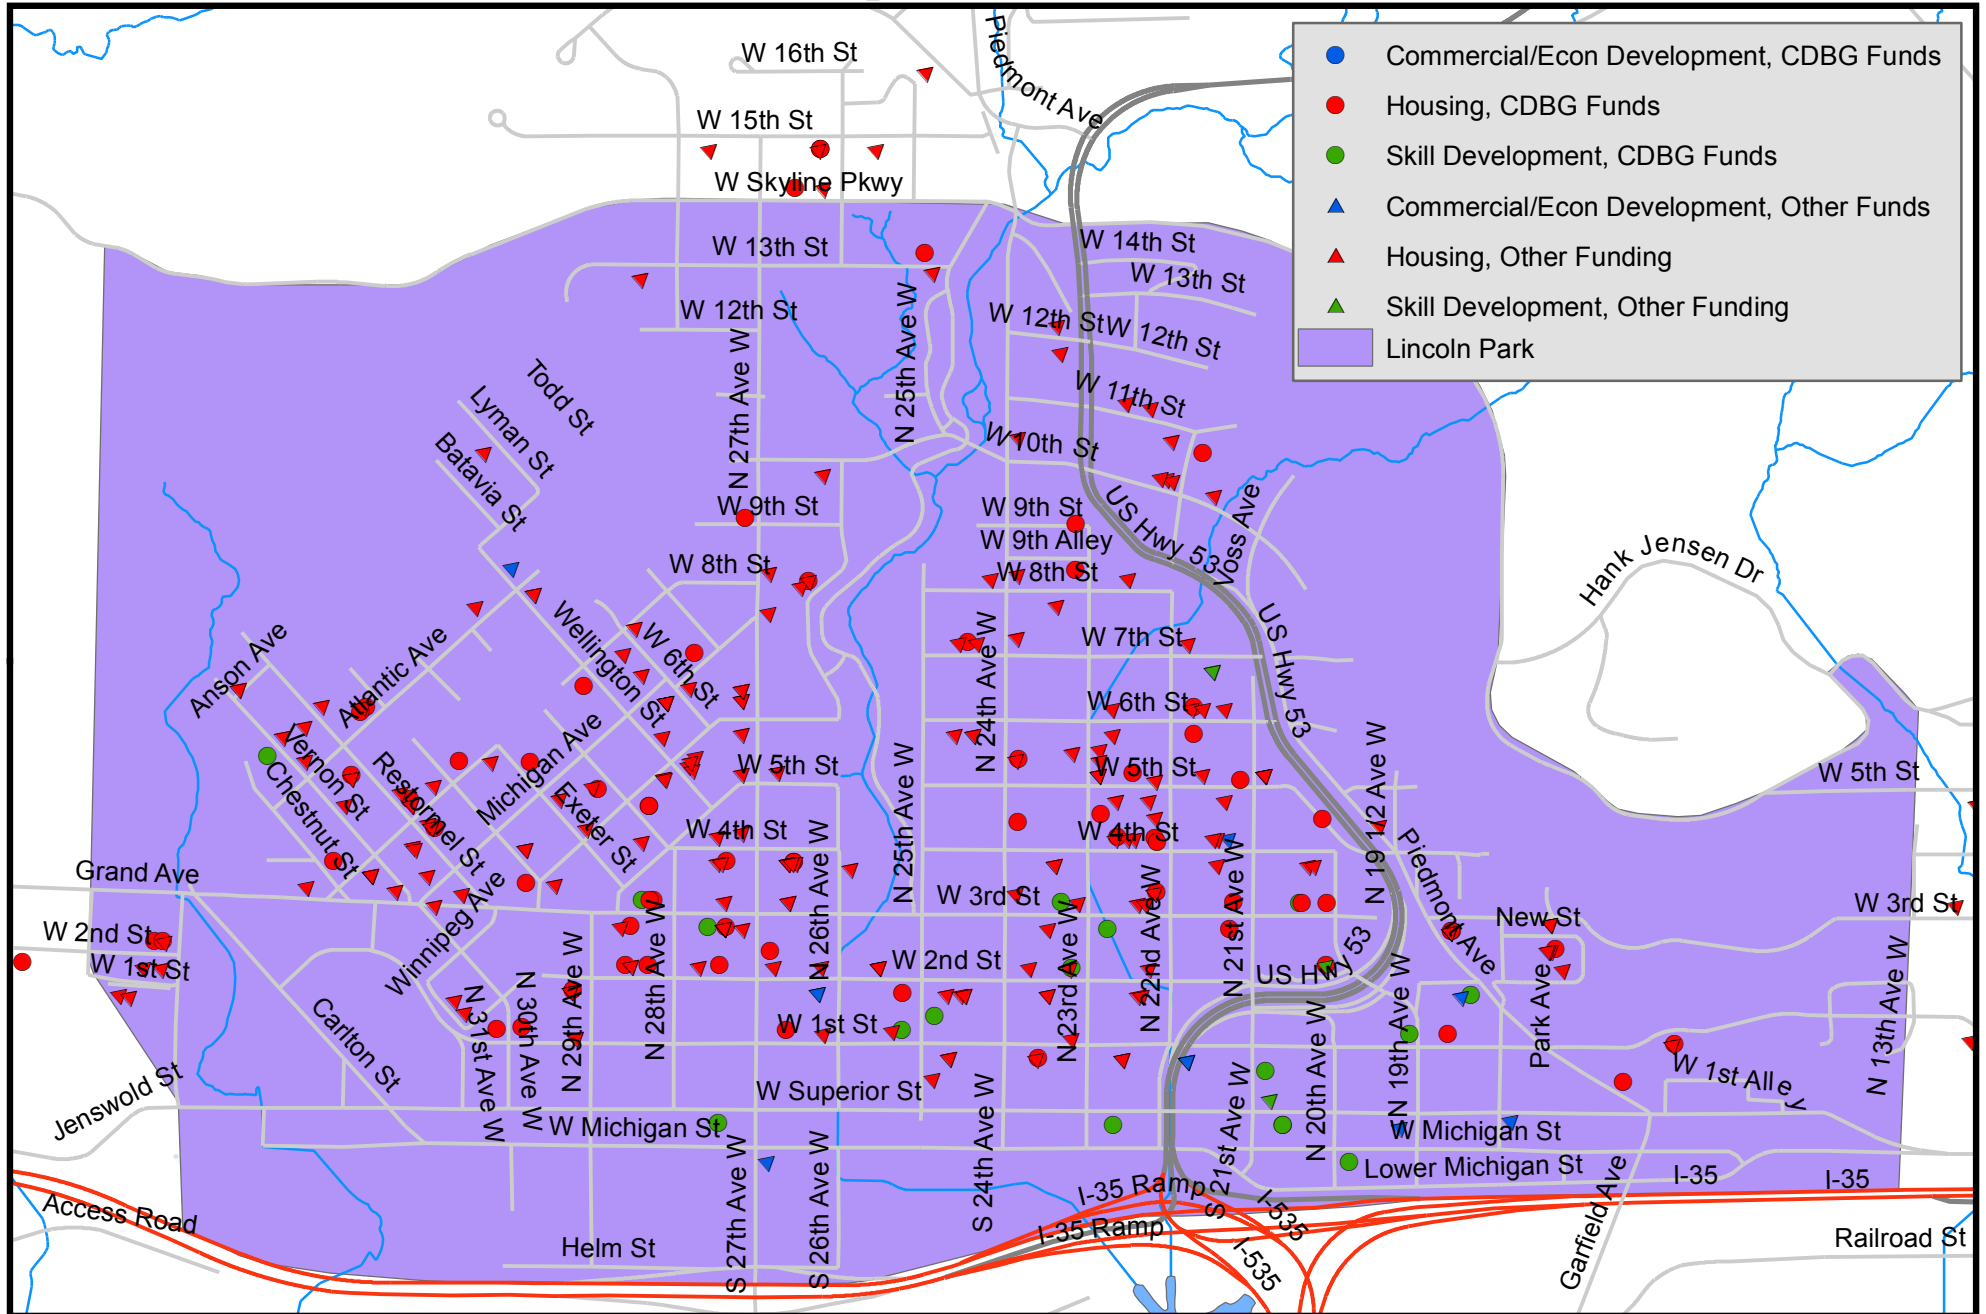 W 16th St
Piedmont Ave
Commercial/Econ Development, CDBG Funds
Housing, CDBG Funds
Skill Development, CDBG Funds
Commercial/Econ Development, Other Funds
Housing, Other Funding
Skill Development, Other Funding
Lincoln Park
W 15th St
W Skyline Pkwy
W 13th St
W 14th St
W 13th St
W 12th St
W 12th St
W 12th St
N 27th Ave W
N 25th Ave W
Todd St
Lyman St
Batavia St
W 11th St
W 10th St
W 9th St
W 9th St
W 9th Alley
US Hwy 53
Voss Ave
W 8th St
W 8th St
Hank Jensen Dr
Anson Ave
Atlantic Ave
Wellington St
W 6th St
N 24th Ave W
W 7th St
US Hwy 53
W 6th St
Vernon St
Restormel St
Michigan Ave
Chestnut St
Exeter St
W 5th St
W 5th St
W 5th St
N 25th Ave W
N 19 1/2 Ave W
W 4th St
W 4th St
Piedmont Ave
Grand Ave
Winnipeg Ave
N 26th Ave W
W 3rd St
N 23rd Ave W
N 22nd Ave W
N 21st Ave W
New St
W 3rd St
W 2nd St
W 1st St
N 28th Ave W
N 29th Ave W
N 30th Ave W
N 31st Ave W
W 2nd St
US Hwy 53
Park Ave
N 13th Ave W
Carlton St
W 1st St
N 20th Ave W
N 19th Ave W
W 1st Alley
Jenswold St
W Superior St
W Michigan St
W Michigan St
Lower Michigan St
S 27th Ave W
S 26th Ave W
S 24th Ave W
S 21st Ave W
I-35 Ramp
I-35 Ramp
I-535
I-535
I-35
I-35
Garfield Ave
Access Road
Helm St
Railroad St